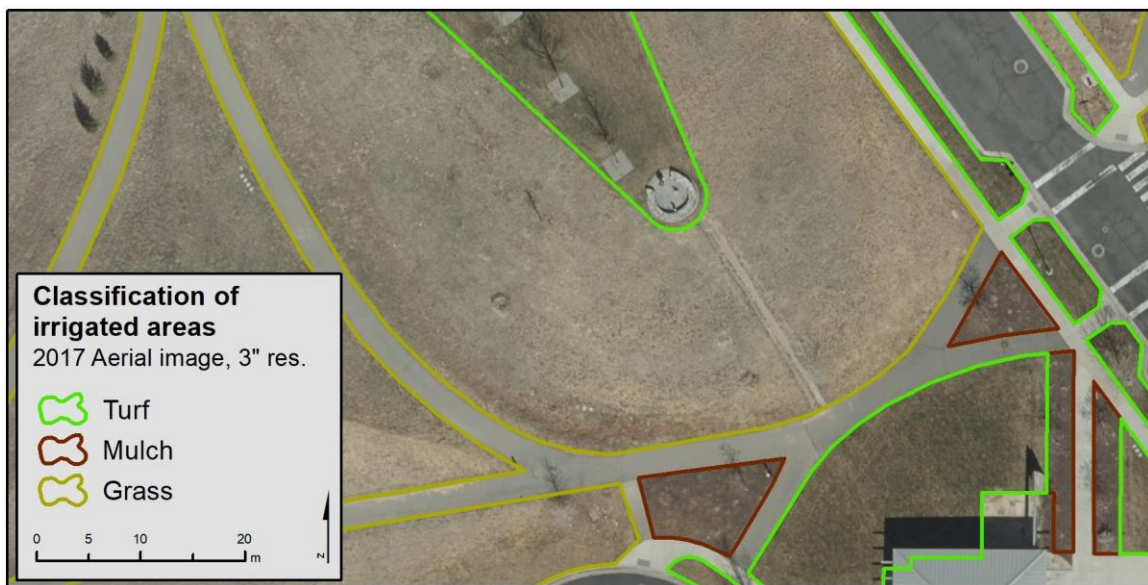 Classification of
irrigated areas
2017 Aerial image, 3" res.
Turf
Mulch
Grass
0 5 10 20
m
N